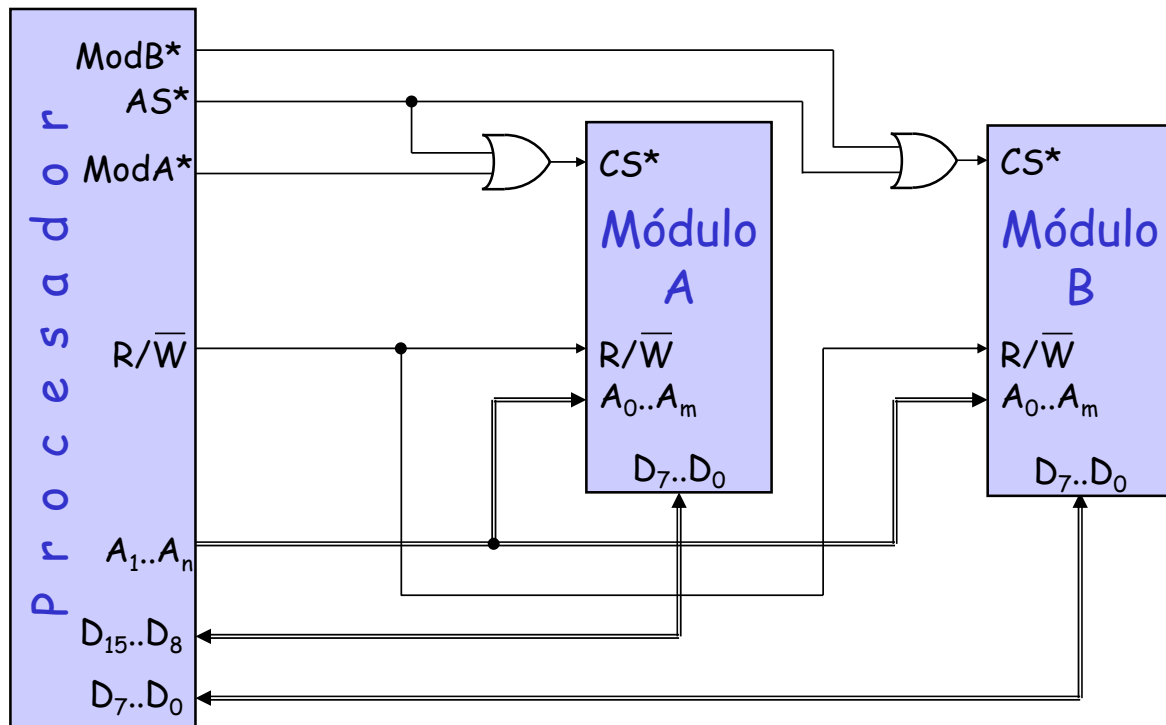 Procesador
ModB*
AS*
ModA*
R/W̅
A₁..Aₙ
D₁₅..D₈
D₇..D₀
CS*
Módulo
A
R/W̅
A₀..Aₘ
D₇..D₀
CS*
Módulo
B
R/W̅
A₀..Aₘ
D₇..D₀